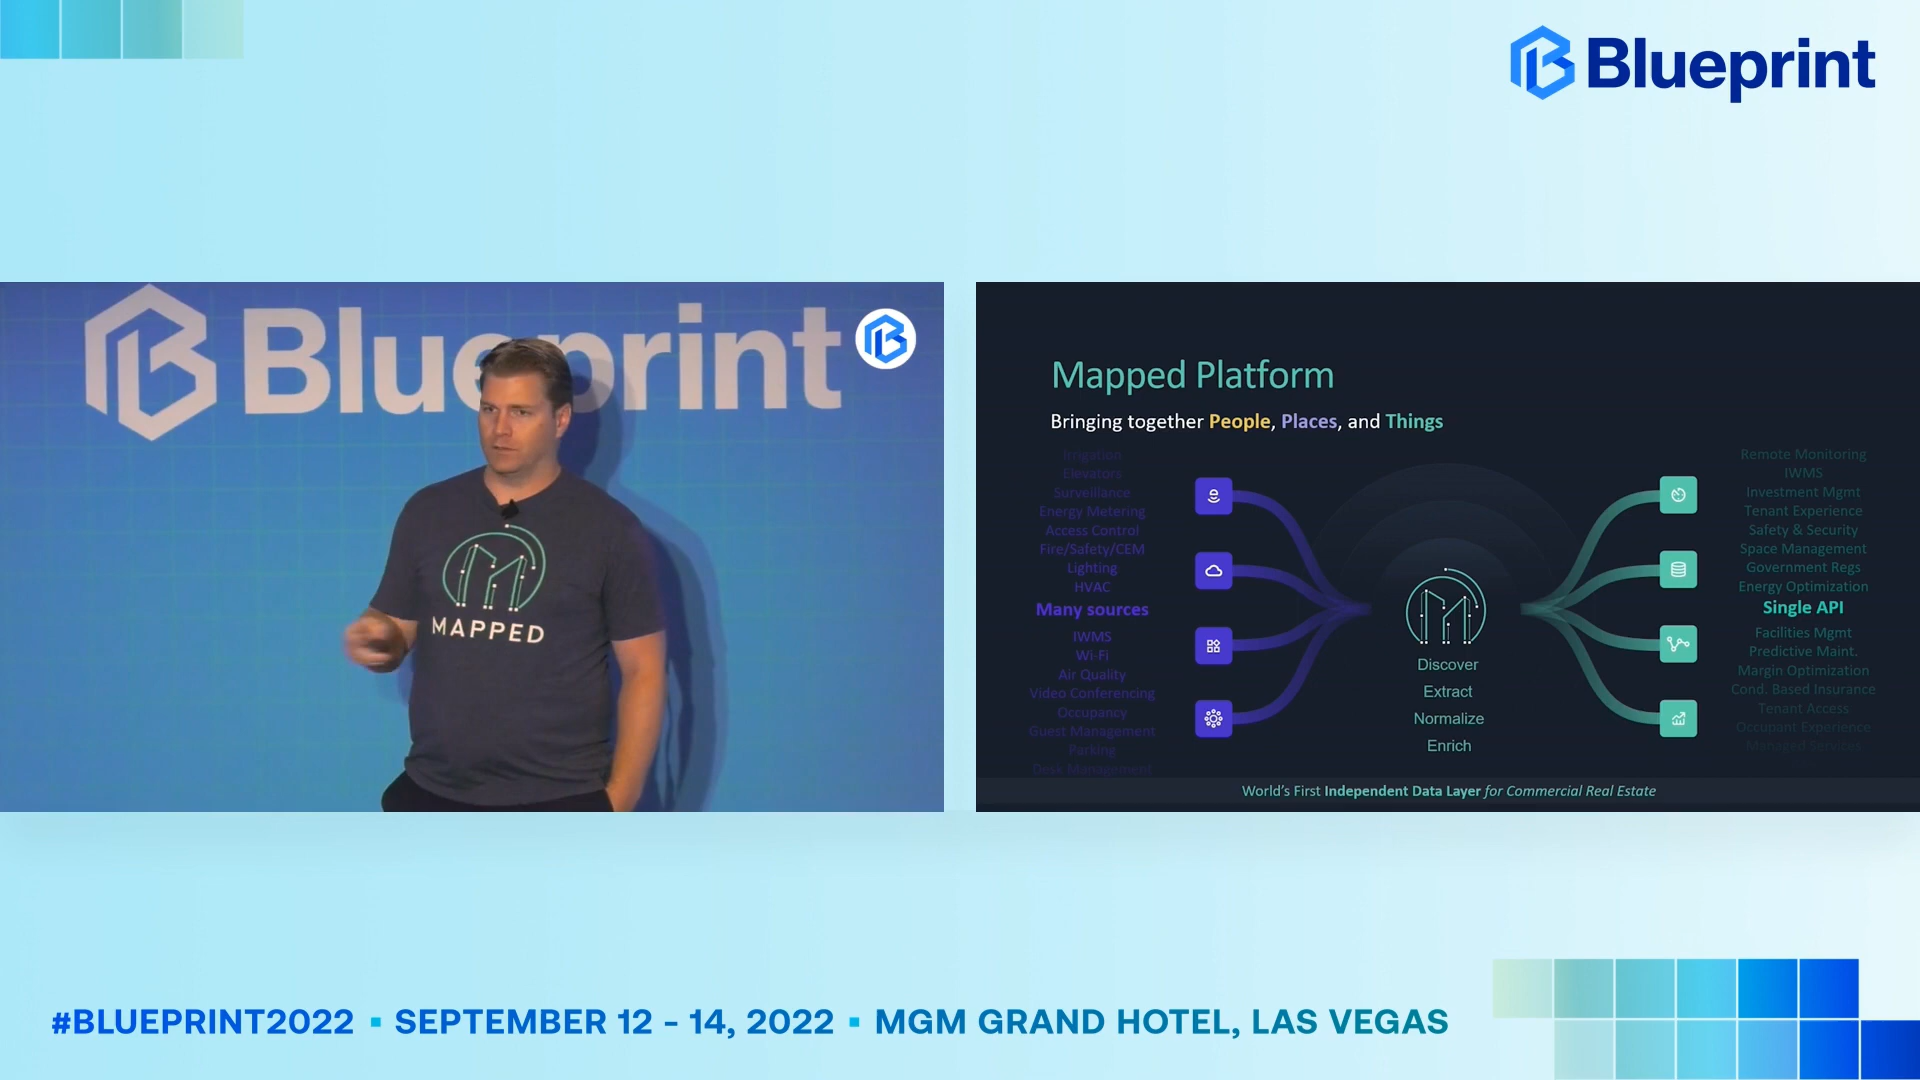 Blueprint
Blueprint
MAPPED
Mapped Platform
Bringing together People, Places, and Things
Irrigation
Elevators
Surveillance
Energy Metering
Access Control
Fire/Safety/CEM
Lighting
HVAC
Many sources
IWMS
Wi-Fi
Air Quality
Video Conferencing
Occupancy
Guest Management
Parking
Desk Management
Discover
Extract
Normalize
Enrich
Remote Monitoring
IWMS
Investment Mgmt
Tenant Experience
Safety & Security
Space Management
Government Regs
Energy Optimization
Single API
Facilities Mgmt
Predictive Maint.
Margin Optimization
Cond. Based Insurance
Tenant Access
Occupant Experience
Managed Services
World's First Independent Data Layer for Commercial Real Estate
#BLUEPRINT2022 ▪ SEPTEMBER 12 - 14, 2022 ▪ MGM GRAND HOTEL, LAS VEGAS